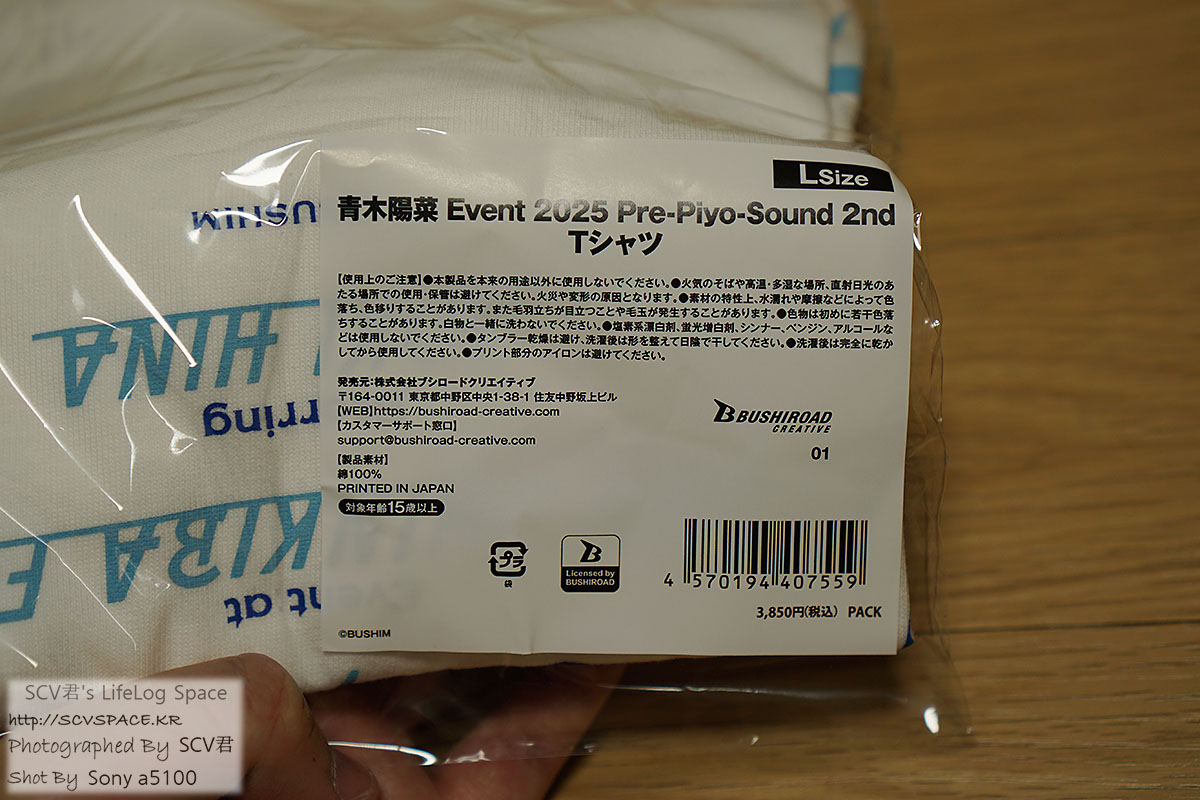 L Size
青木陽菜 Event 2025 Pre-Piyo-Sound 2nd
Tシャツ
【使用上のご注意】●本製品を本来の用途以外に使用しないでください。●火気のそばや高温・多湿な場所、直射日光のあ
たる場所での使用・保管は避けてください。火災や変形の原因となります。●素材の特性上、水濡れや摩擦などによって色
落ち、色移りすることがあります。また毛羽立ちが目立つことや毛玉が発生することがあります。●色物は初めに若干色落
ちすることがあります。白物と一緒に洗わないでください。●塩素系漂白剤、蛍光増白剤、シンナー、ベンジン、アルコールな
どは使用しないでください。●タンブラー乾燥は避け、洗濯後は形を整えて日陰で干してください。●洗濯後は完全に乾か
してから使用してください。●プリント部分のアイロンは避けてください。
発売元：株式会社ブシロードクリエイティブ
〒164-0011 東京都中野区中央1-38-1 住友中野坂上ビル
【WEB】https://bushiroad-creative.com
【カスタマーサポート窓口】
support@bushiroad-creative.com
BUSHIROAD
CREATIVE
01
【製品素材】
綿100%
PRINTED IN JAPAN
対象年齢15歳以上
プラ
袋
B
Licensed by
BUSHIROAD
4 570194 407559
3,850円(税込) PACK
©BUSHIM
USHIM
HINA
rring
KIBA E
nt at
SCV君's LifeLog Space
http://SCVSPACE.KR
Photographed By SCV君
Shot By Sony a5100